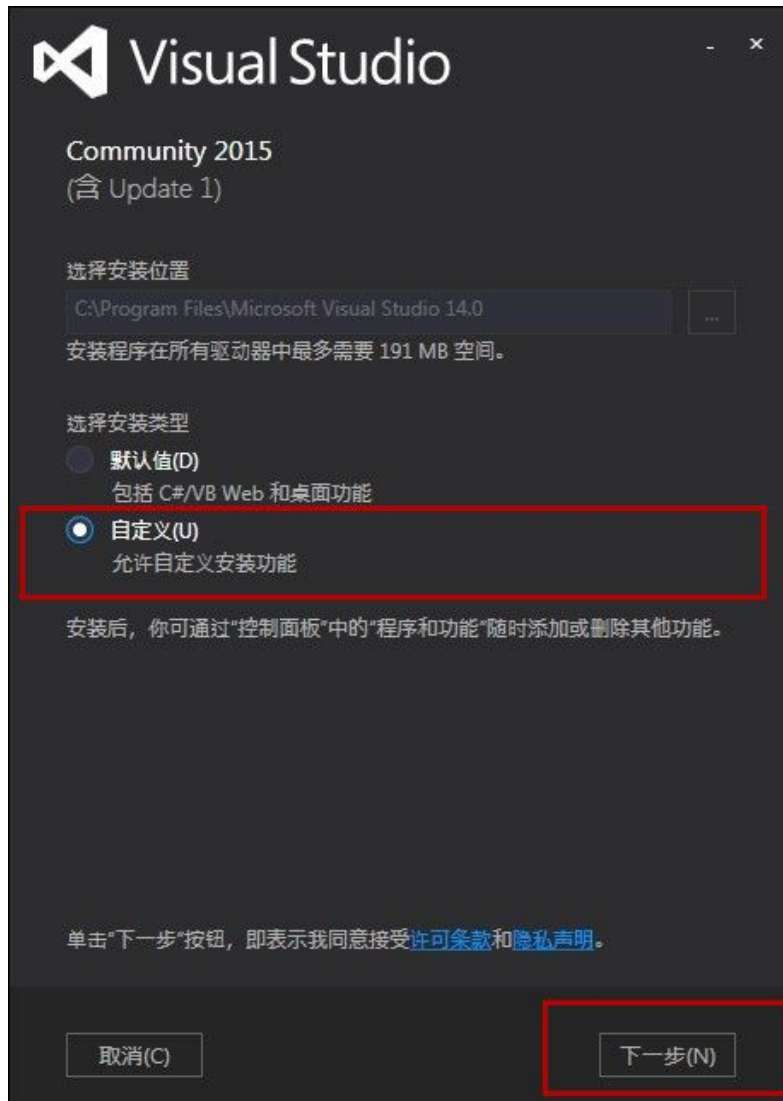 Visual Studio
Community 2015
(含 Update 1)
选择安装位置
C:\Program Files\Microsoft Visual Studio 14.0
...
安装程序在所有驱动器中最多需要 191 MB 空间。
选择安装类型
默认值(D)
包括 C#/VB Web 和桌面功能
自定义(U)
允许自定义安装功能
安装后，你可通过"控制面板"中的"程序和功能"随时添加或删除其他功能。
单击"下一步"按钮，即表示我同意接受许可条款和隐私声明。
取消(C)
下一步(N)